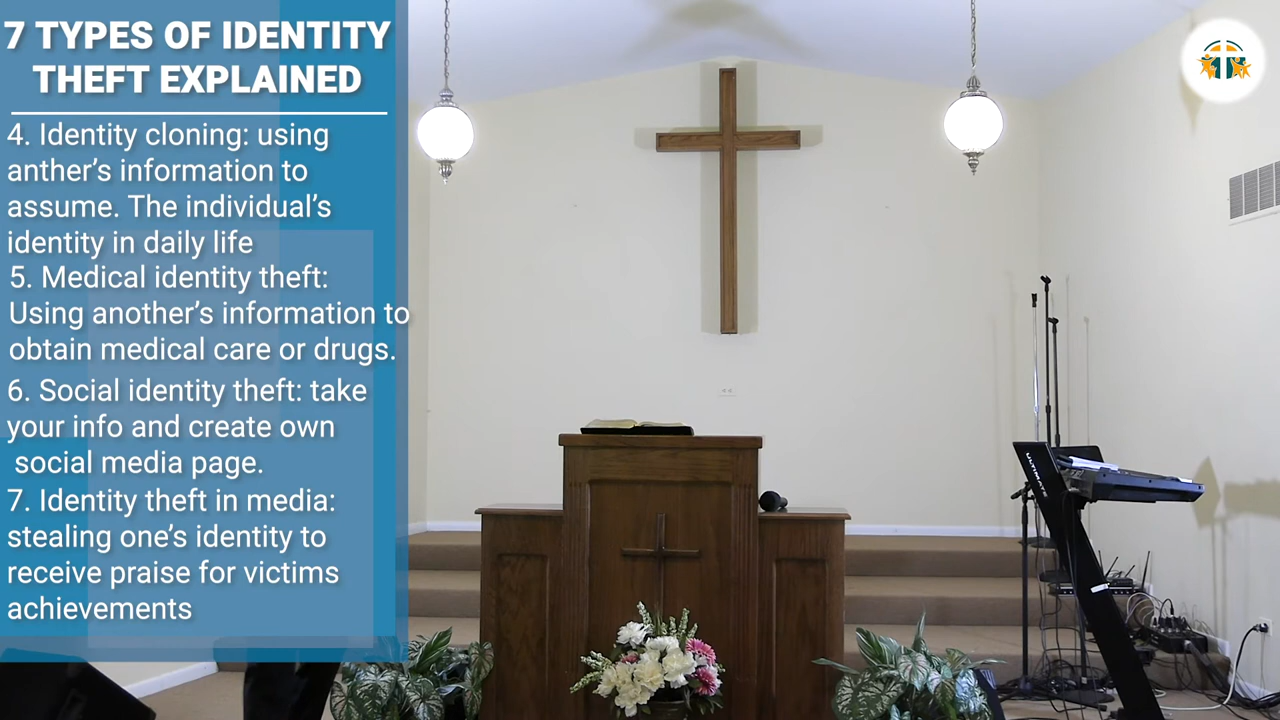 7 TYPES OF IDENTITY
THEFT EXPLAINED
4. Identity cloning: using
anther's information to
assume. The individual's
identity in daily life
5. Medical identity theft:
Using another's information to
obtain medical care or drugs.
6. Social identity theft: take
your info and create own
social media page.
7. Identity theft in media:
stealing one's identity to
receive praise for victims
achievements
ULTIMATE